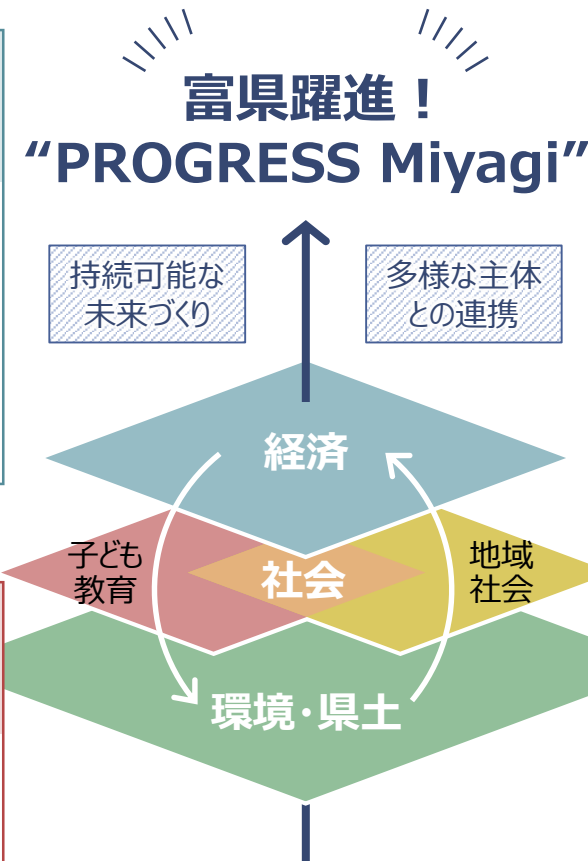 富県躍進！
“PROGRESS Miyagi”
持続可能な
未来づくり
多様な主体
との連携
経済
子ども
教育
社会
地域
社会
環境・県土